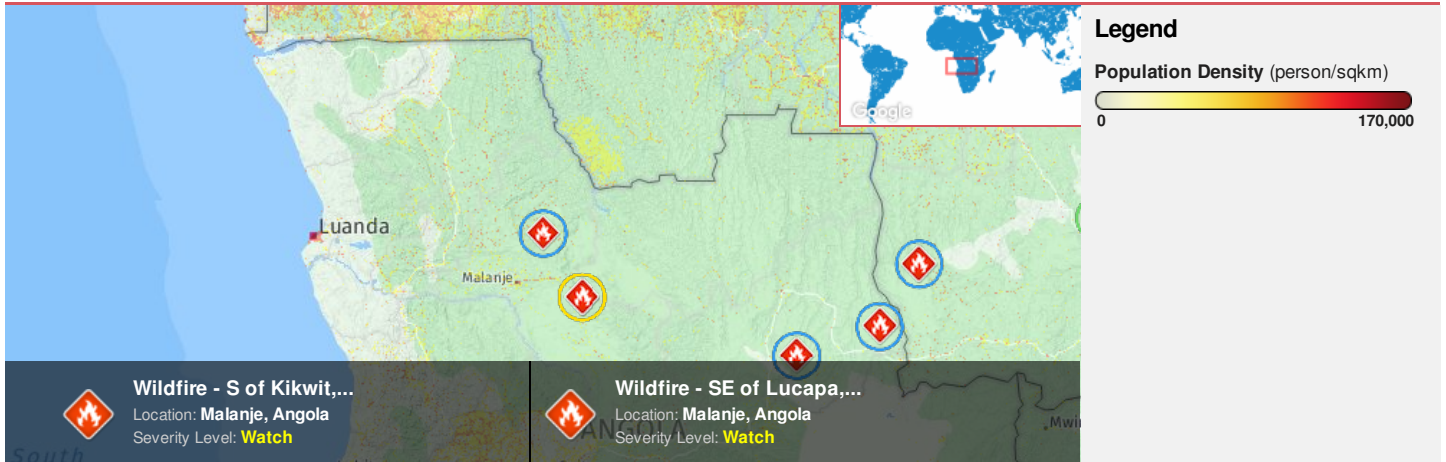 Luanda
Malanje
Google
Legend
Population Density (person/sqkm)
0
170,000
Wildfire - S of Kikwit,...
Location: Malanje, Angola
Severity Level: Watch
Wildfire - SE of Lucapa,...
Location: Malanje, Angola
Severity Level: Watch
ANGOLA
South